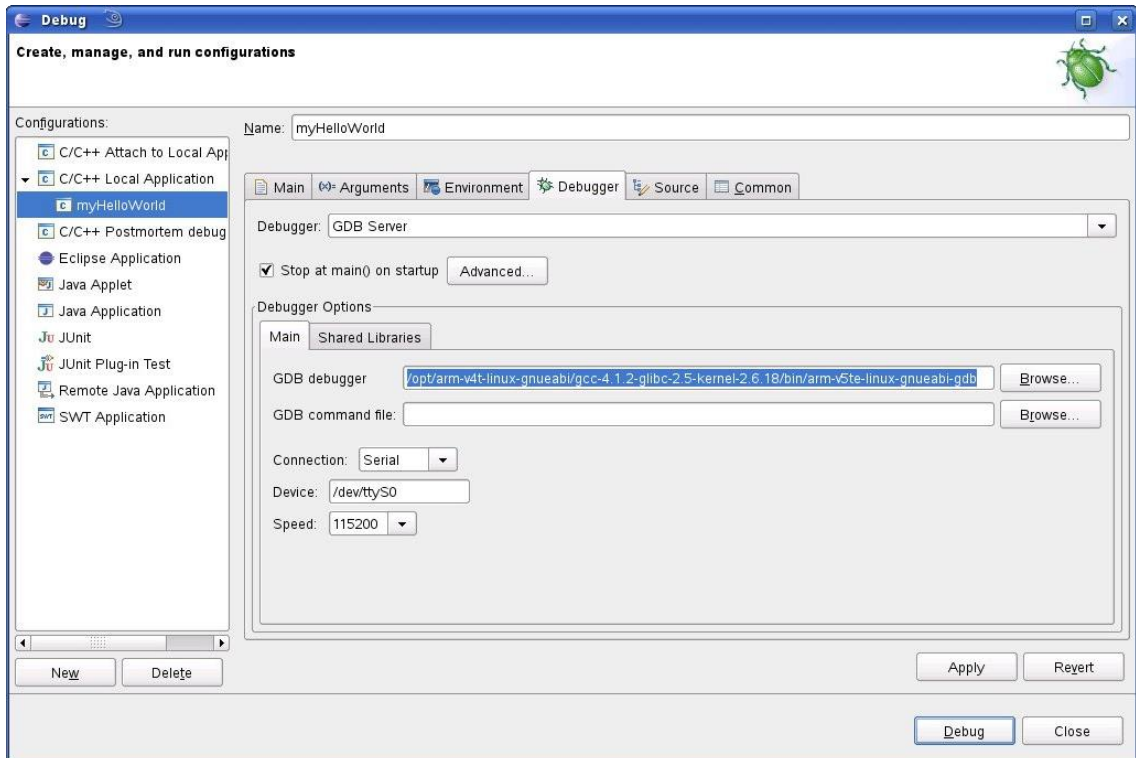 Debug
Create, manage, and run configurations
Configurations:
C/C++ Attach to Local App
C/C++ Local Application
myHelloWorld
C/C++ Postmortem debug
Eclipse Application
Java Applet
Java Application
JU JUnit
JU JUnit Plug-in Test
Remote Java Application
SWT SWT Application
New
Delete
Name: myHelloWorld
Main (x)= Arguments Environment Debugger Source Common
Debugger: GDB Server
Stop at main() on startup Advanced...
Debugger Options
Main Shared Libraries
GDB debugger /opt/arm-v4t-linux-gnueabi/gcc-4.1.2-glibc-2.5-kernel-2.6.18/bin/arm-v5te-linux-gnueabi-gdb Browse...
GDB command file: Browse...
Connection: Serial
Device: /dev/ttyS0
Speed: 115200
Apply Revert
Debug Close